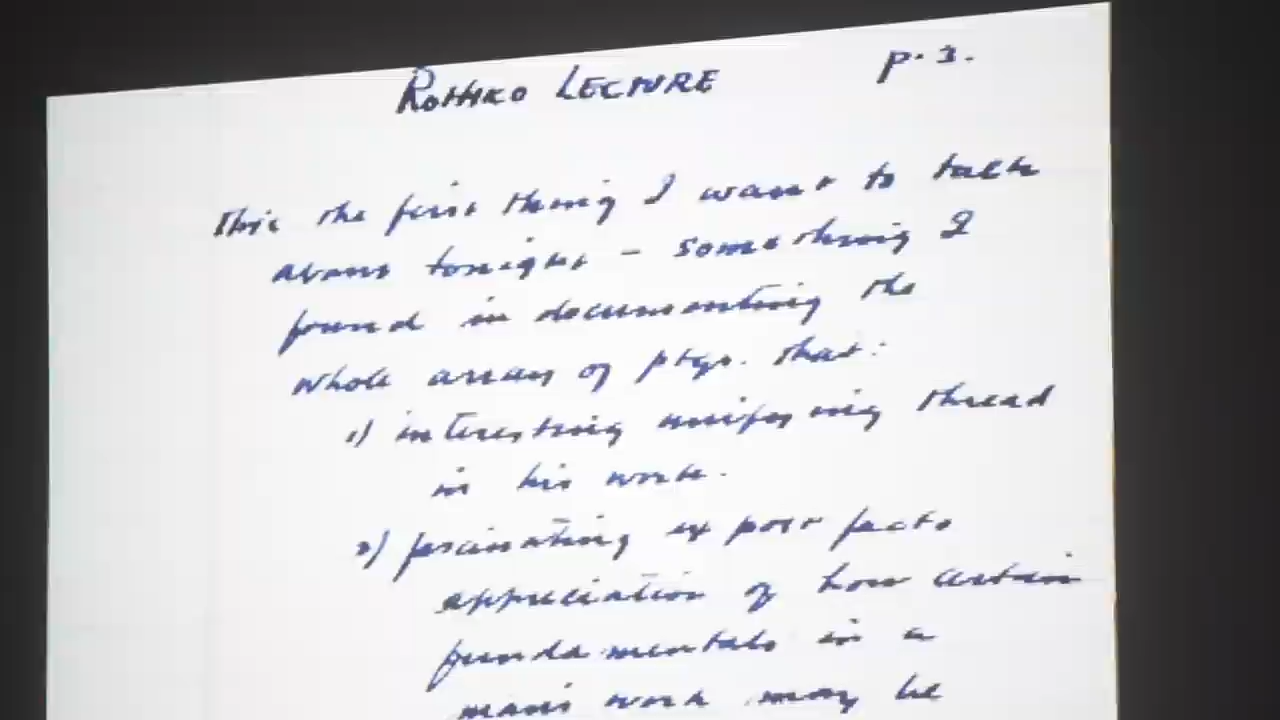 ROTHKO LECTURE p. 3.
This the first thing I want to talk
about tonight – something I
found in documenting the
whole array of ptgs. that:
1) interesting unifying thread
in his work.
2) fascinating ex post facto
appreciation of how certain
fundamentals in a
man's work may be